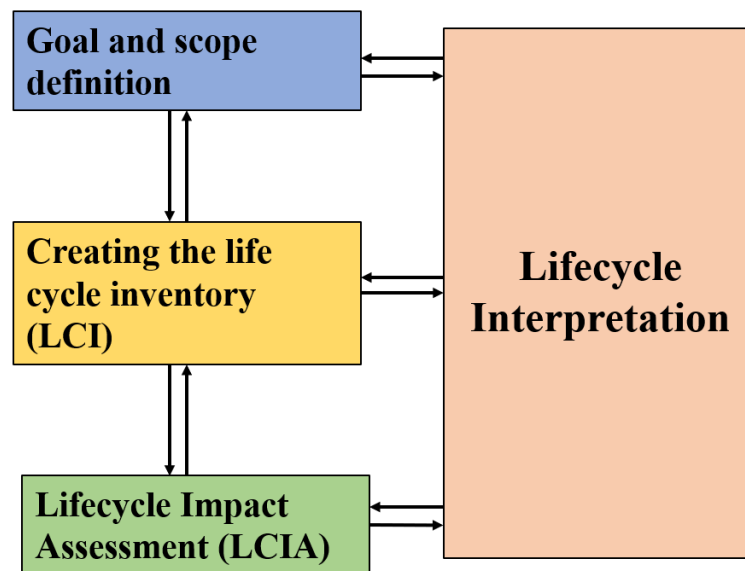 Goal and scope
definition
Creating the life
cycle inventory
(LCI)
Lifecycle Impact
Assessment (LCIA)
Lifecycle
Interpretation